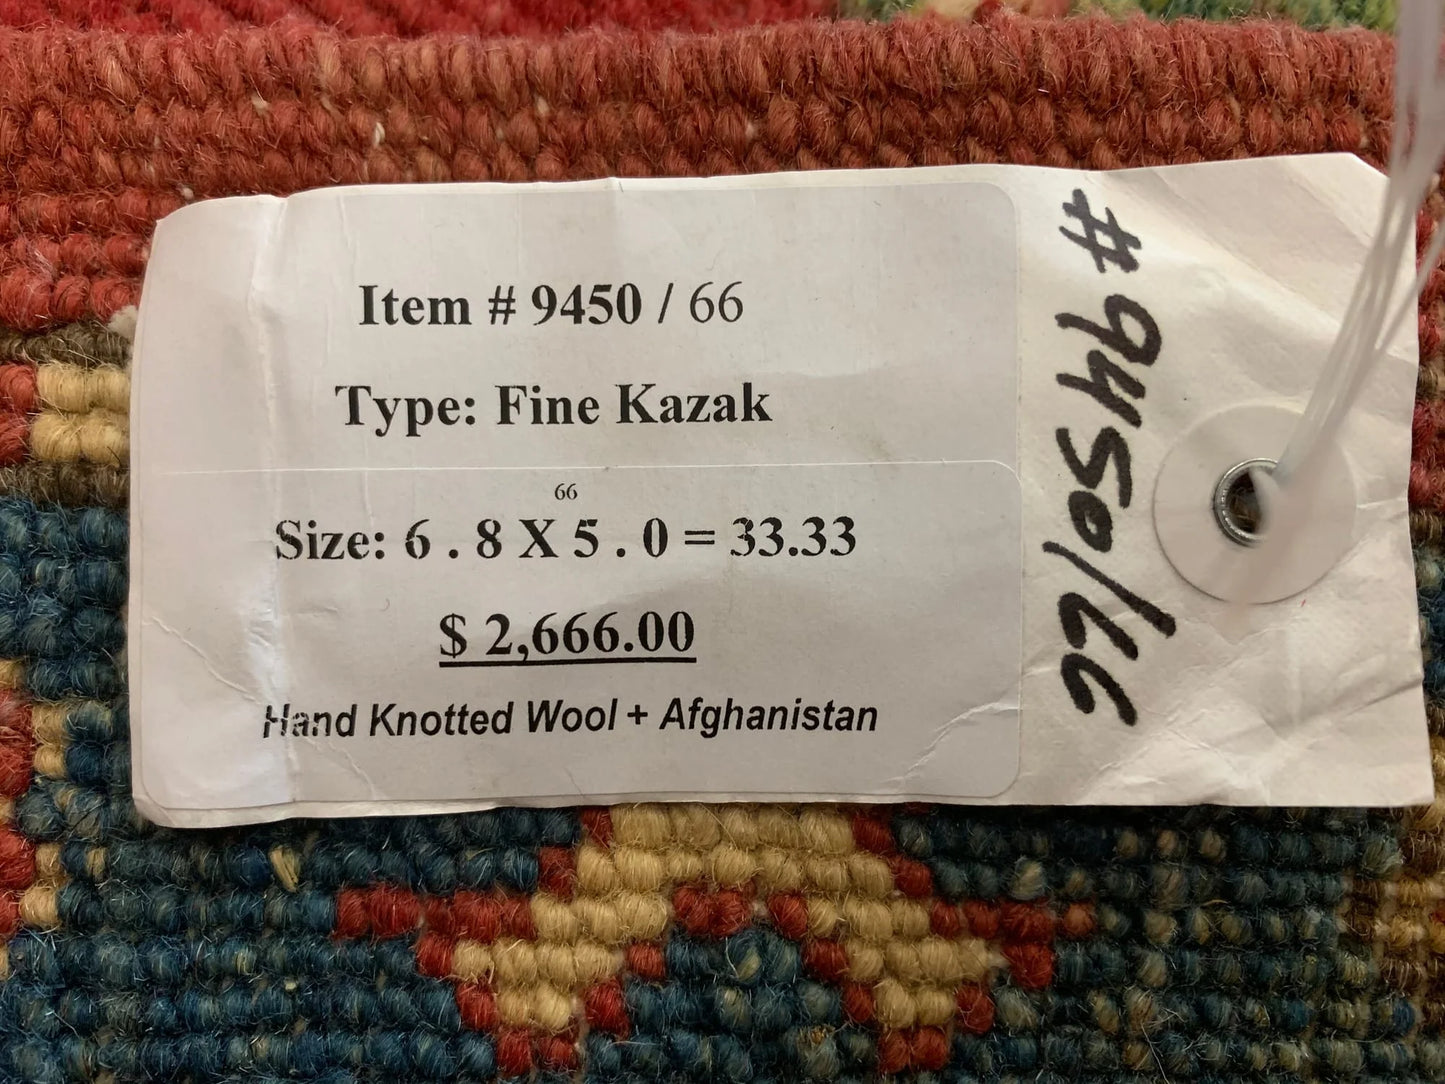 Item # 9450 / 66
Type: Fine Kazak
66
Size: 6 . 8 X 5 . 0 = 33.33
$ 2,666.00
Hand Knotted Wool + Afghanistan
# 9450/66